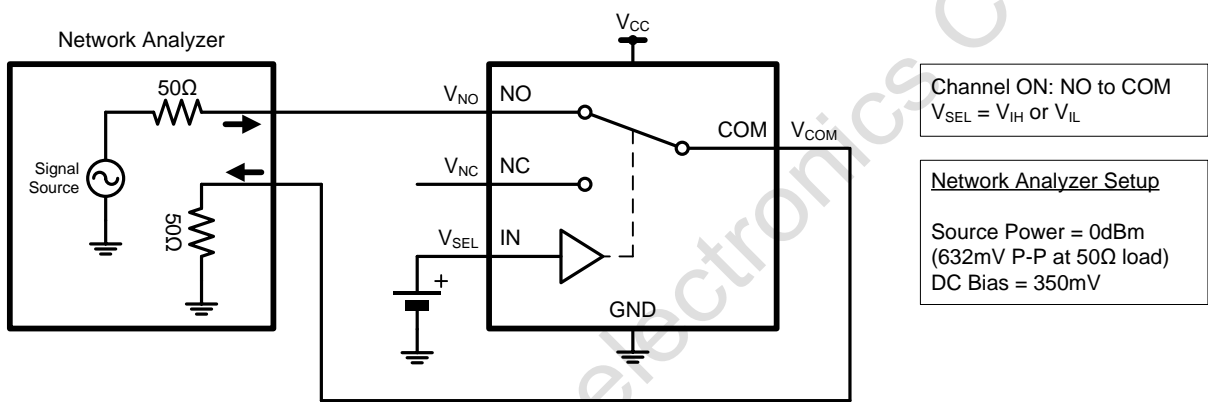 Network Analyzer
50Ω
Signal
Source
50Ω
V_CC
V_NO NO
COM V_COM
V_NC NC
V_SEL IN
+
GND
Channel ON: NO to COM
V_SEL = V_IH or V_IL
Network Analyzer Setup
Source Power = 0dBm
(632mV P-P at 50Ω load)
DC Bias = 350mV
electronics C